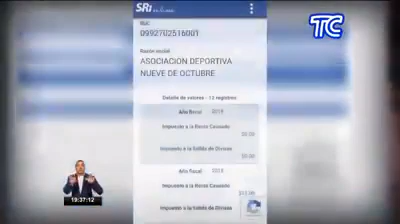 SRi
TC
RUC
0992702516001
Razón social
ASOCIACION DEPORTIVA
NUEVE DE OCTUBRE
Detalle de valores - 12 registros
Año fiscal 2019
Impuesto a la Renta Causado
$0.00
Impuesto a la Salida de Divisas
$0.00
Año fiscal 2018
Impuesto a la Renta Causado
Impuesto a la Salida de Divisas
19:37:12